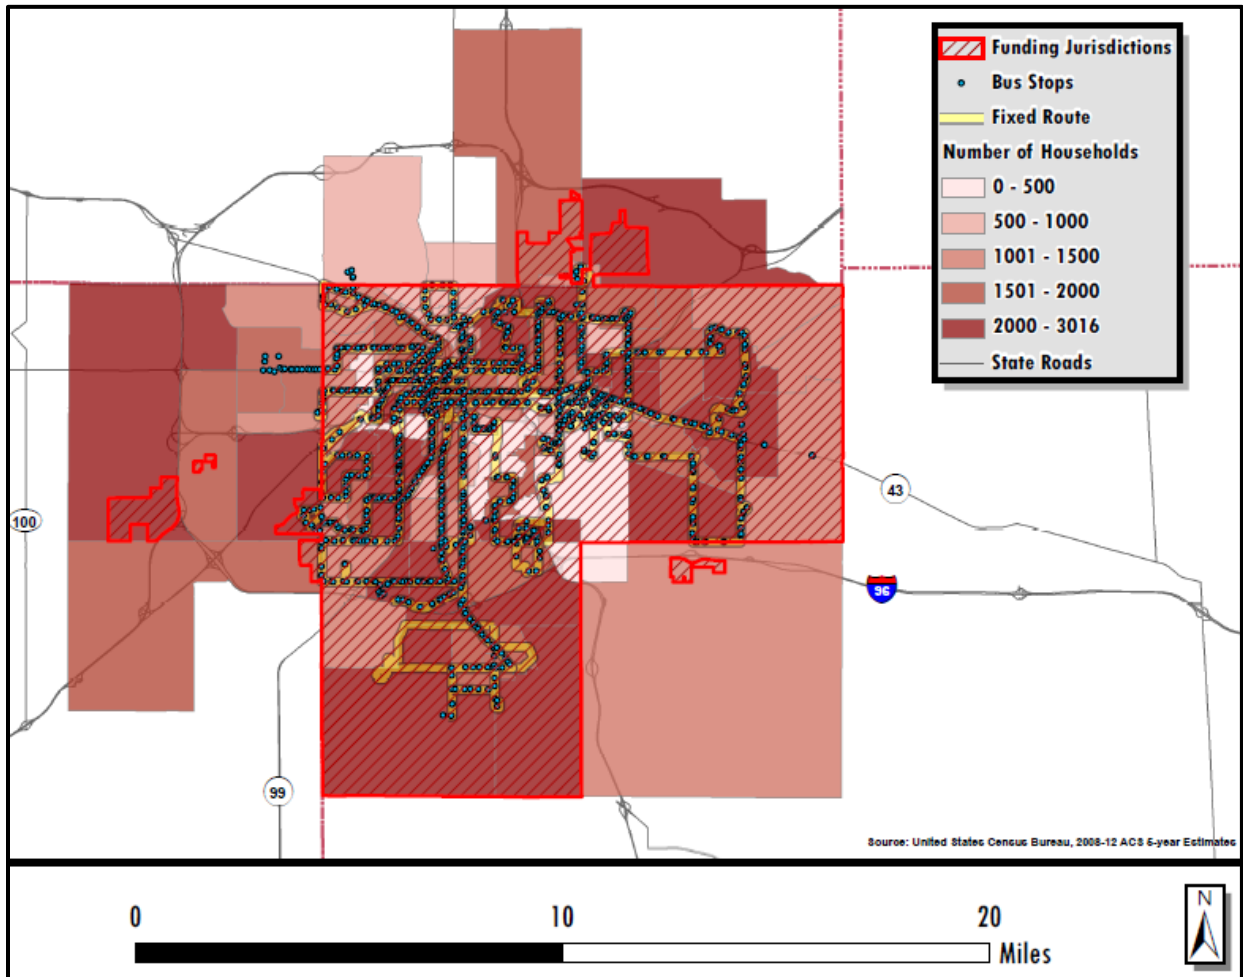 Funding Jurisdictions
Bus Stops
Fixed Route
Number of Households
0 - 500
500 - 1000
1001 - 1500
1501 - 2000
2000 - 3016
State Roads
43
100
96
99
Source: United States Census Bureau, 2008-12 ACS 5-year Estimates
0 10 20
Miles
N